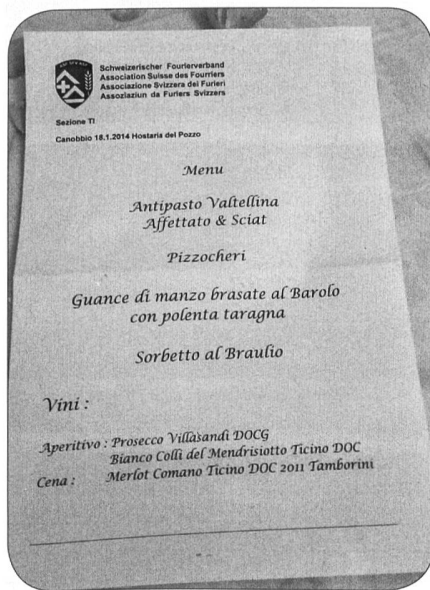 Schweizerischer Fourierverband
Association Suisse des Fourriers
Associazione Svizzera dei Furieri
Associaziun da Furiers Svizzers
Sezione TI
Canobbio 18.1.2014 Hostaria del Pozzo
Menu
Antipasto Valtellina
Affettato & Sciat
Pizzocheri
Guance di manzo brasate al Barolo
con polenta taragna
Sorbetto al Braulio
Vini :
Aperitivo : Prosecco Villasandi DOCG
Bianco Colli del Mendrisiotto Ticino DOC
Cena : Merlot Comano Ticino DOC 2011 Tamborini